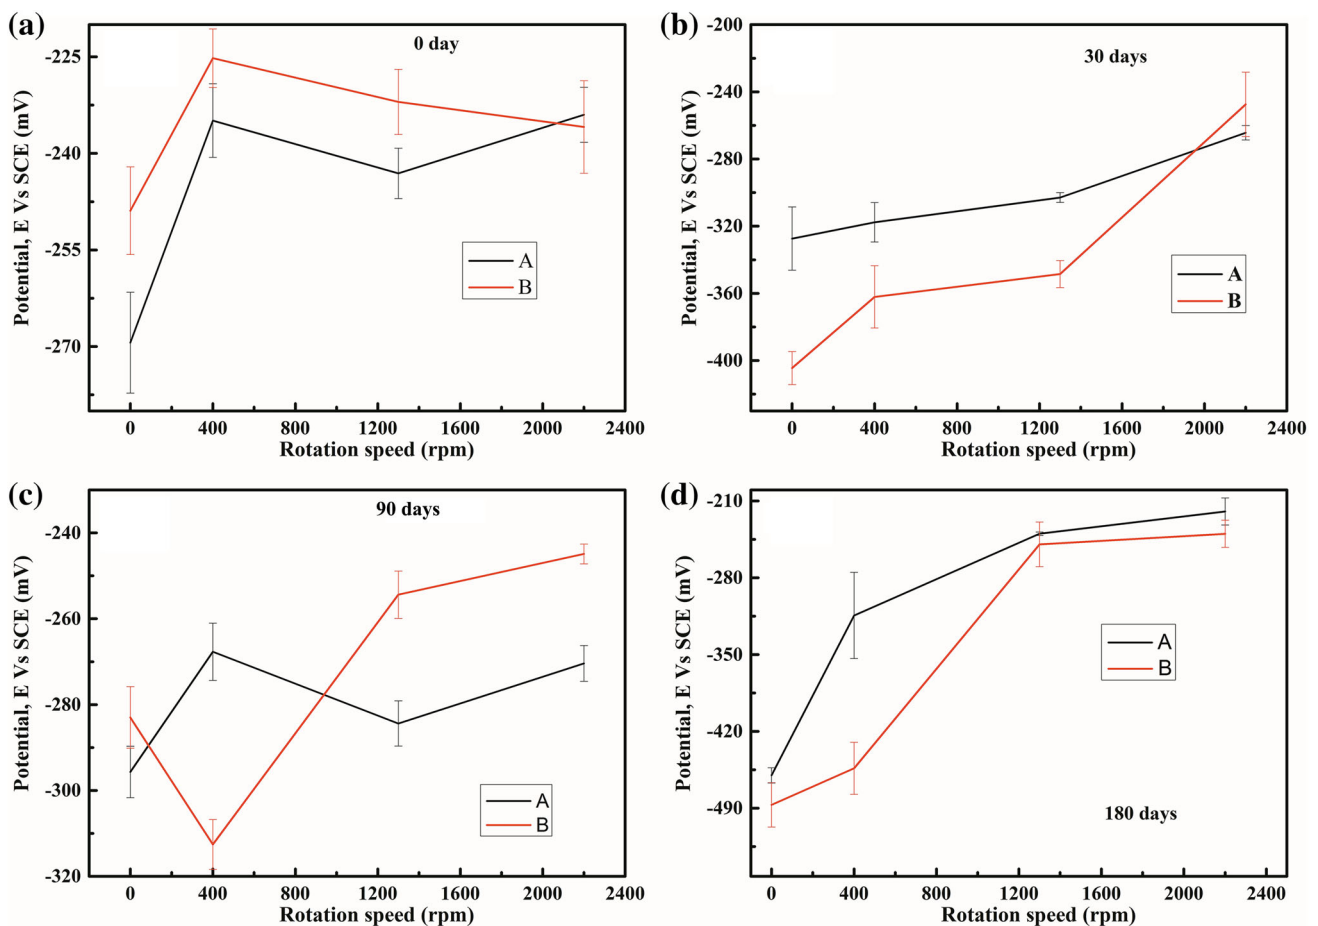 (a)
0 day
Potential, E Vs SCE (mV)
-225
-240
-255
-270
A
B
0 400 800 1200 1600 2000 2400
Rotation speed (rpm)
(b)
30 days
Potential, E Vs SCE (mV)
-200
-240
-280
-320
-360
-400
A
B
0 400 800 1200 1600 2000 2400
Rotation speed (rpm)
(c)
90 days
Potential, E Vs SCE (mV)
-240
-260
-280
-300
-320
A
B
0 400 800 1200 1600 2000 2400
Rotation speed (rpm)
(d)
Potential, E Vs SCE (mV)
-210
-280
-350
-420
-490
A
B
180 days
0 400 800 1200 1600 2000 2400
Rotation speed (rpm)